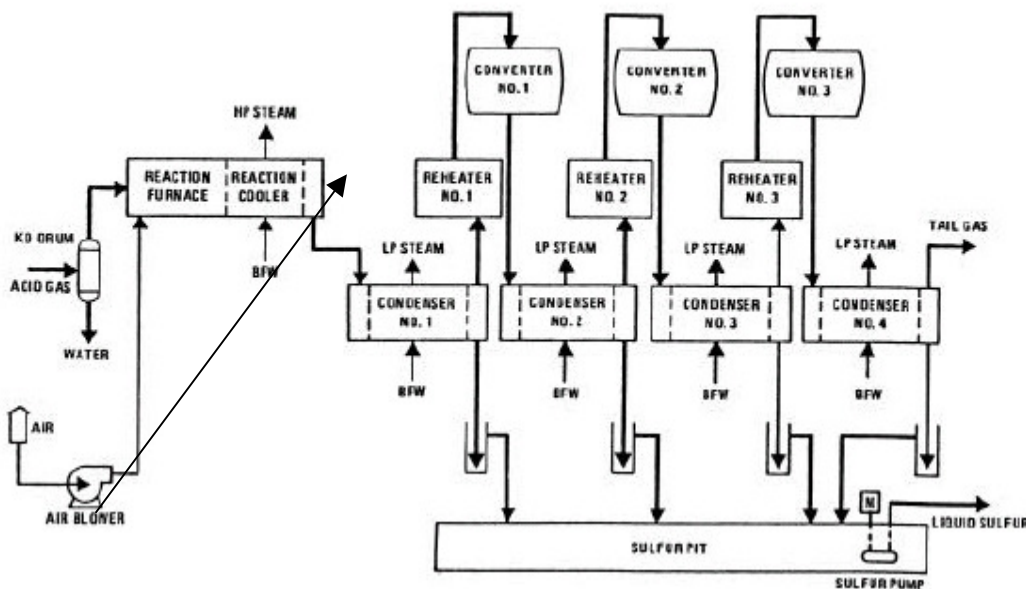 CONVERTER
NO. 1
CONVERTER
NO. 2
CONVERTER
NO. 3
HP STEAM
REACTION
FURNACE
REACTION
COOLER
REHEATER
NO. 1
REHEATER
NO. 2
REHEATER
NO. 3
KO DRUM
ACID GAS
WATER
BFW
LP STEAM
LP STEAM
LP STEAM
LP STEAM
TAIL GAS
CONDENSER
NO. 1
CONDENSER
NO. 2
CONDENSER
NO. 3
CONDENSER
NO. 4
BFW
BFW
BFW
BFW
AIR
AIR BLOWER
SULFUR PIT
LIQUID SULFUR
SULFUR PUMP